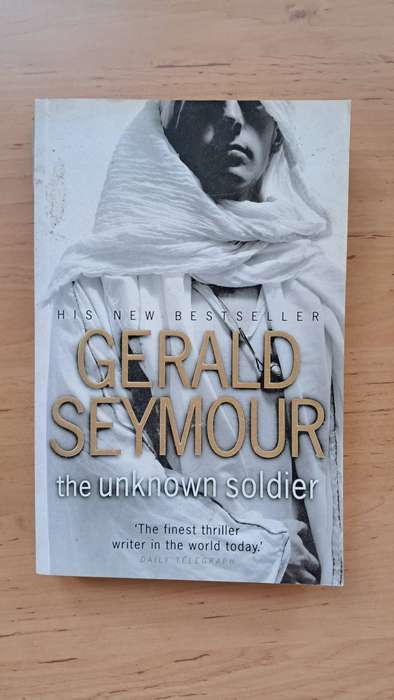 HIS NEW BESTSELLER
GERALD
SEYMOUR
the unknown soldier
'The finest thriller
writer in the world today.'
DAILY TELEGRAPH